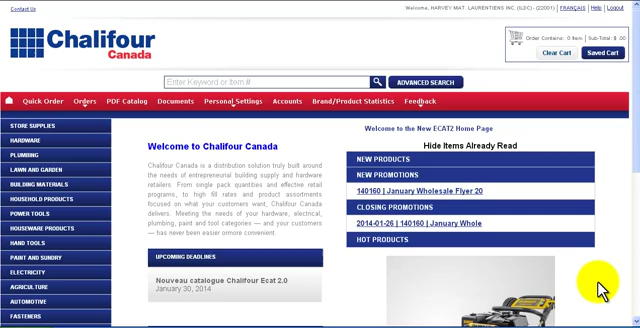 Contact Us
Welcome, HARVEY MAT. LAURENTIENS INC. (ILDC) - (22001) | FRANÇAIS | Help | Logout
Chalifour
Canada
Order Contains: 0 Item | Sub-Total: $ .00
Clear Cart
Saved Cart
Enter Keyword or Item #
ADVANCED SEARCH
Quick Order
Orders
PDF Catalog
Documents
Personal Settings
Accounts
Brand/Product Statistics
Feedback
STORE SUPPLIES
HARDWARE
PLUMBING
LAWN AND GARDEN
BUILDING MATERIALS
HOUSEHOLD PRODUCTS
POWER TOOLS
HOUSEWARE PRODUCTS
HAND TOOLS
PAINT AND SUNDRY
ELECTRICITY
AGRICULTURE
AUTOMOTIVE
FASTENERS
Welcome to Chalifour Canada
Chalifour Canada is a distribution solution truly built around
the needs of entrepreneurial building supply and hardware
retailers. From single pack quantities and effective retail
programs, to high fill rates and product assortments
focused on what your customers want, Chalifour Canada
delivers. Meeting the needs of your hardware, electrical,
plumbing, paint and tool categories — and your customers
— has never been easier ormore convenient.
UPCOMING DEADLINES
Nouveau catalogue Chalifour Ecat 2.0
January 30, 2014
Welcome to the New ECAT2 Home Page
Hide Items Already Read
NEW PRODUCTS
NEW PROMOTIONS
140160 | January Wholesale Flyer 20
CLOSING PROMOTIONS
2014-01-26 | 140160 | January Whole
HOT PRODUCTS